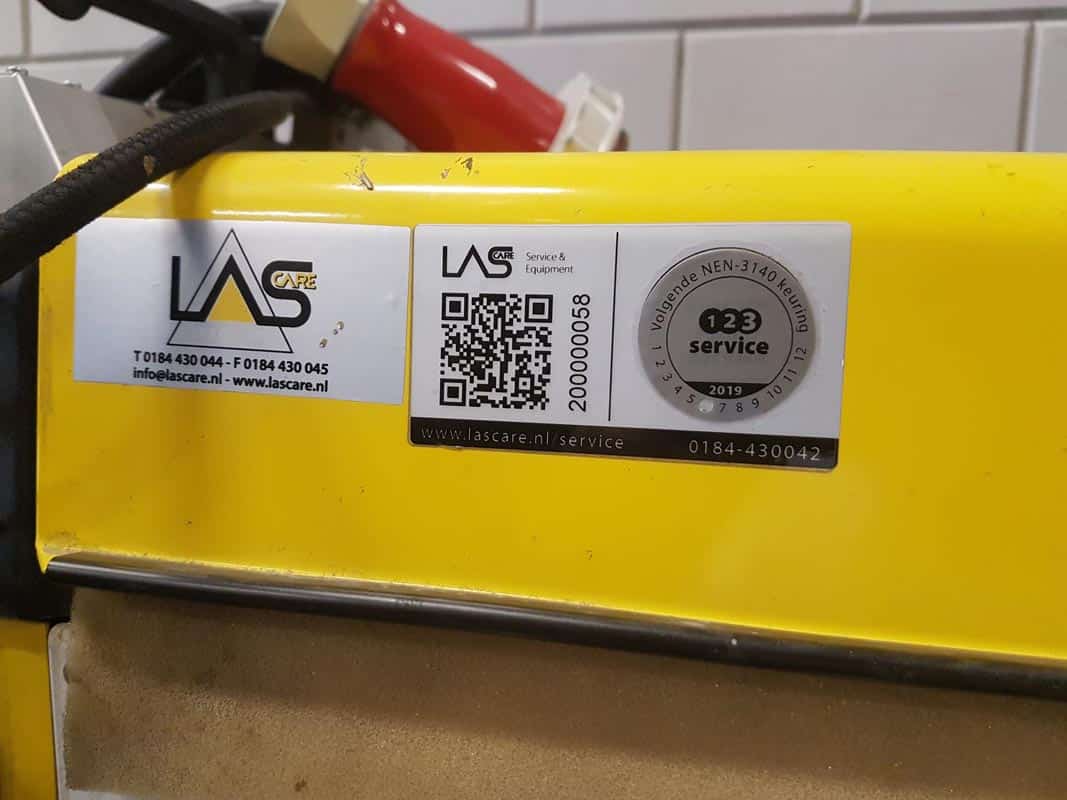 LAS CARE
T 0184 430 044 - F 0184 430 045
info@lascare.nl - www.lascare.nl
LAS CARE
Service &
Equipment
200000058
www.lascare.nl/service
0184-430042
Volgende NEN-3140 keuring
123
service
2019
1 2 3 4 5 7 8 9 10 11 12